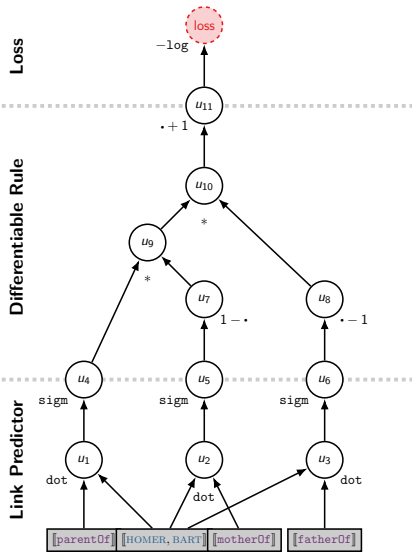 Loss
loss
−log
u11
• + 1
Differentiable Rule
u10
*
u9
*
u7
1 − •
u8
• − 1
u4
sigm
u5
sigm
u6
sigm
Link Predictor
u1
dot
u2
dot
u3
dot
⟦parentOf⟧ ⟦HOMER, BART⟧ ⟦motherOf⟧ ⟦fatherOf⟧